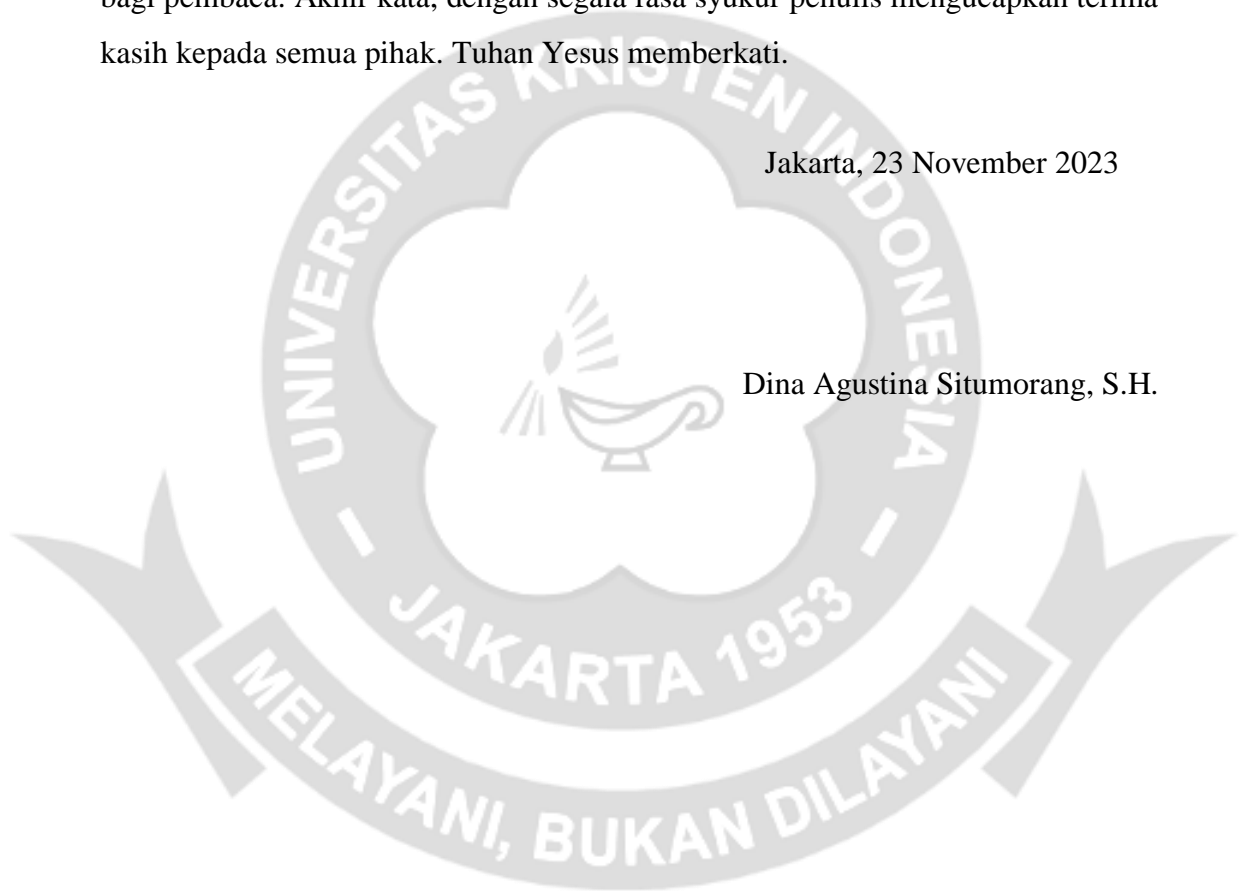 bagi pembaca. Akhir kata, dengan segala rasa syukur penulis mengucapkan terima
kasih kepada semua pihak. Tuhan Yesus memberkati.
Jakarta, 23 November 2023
Dina Agustina Situmorang, S.H.
UNIVERSITAS KRISTEN INDONESIA
JAKARTA 1953
MELAYANI, BUKAN DILAYANI